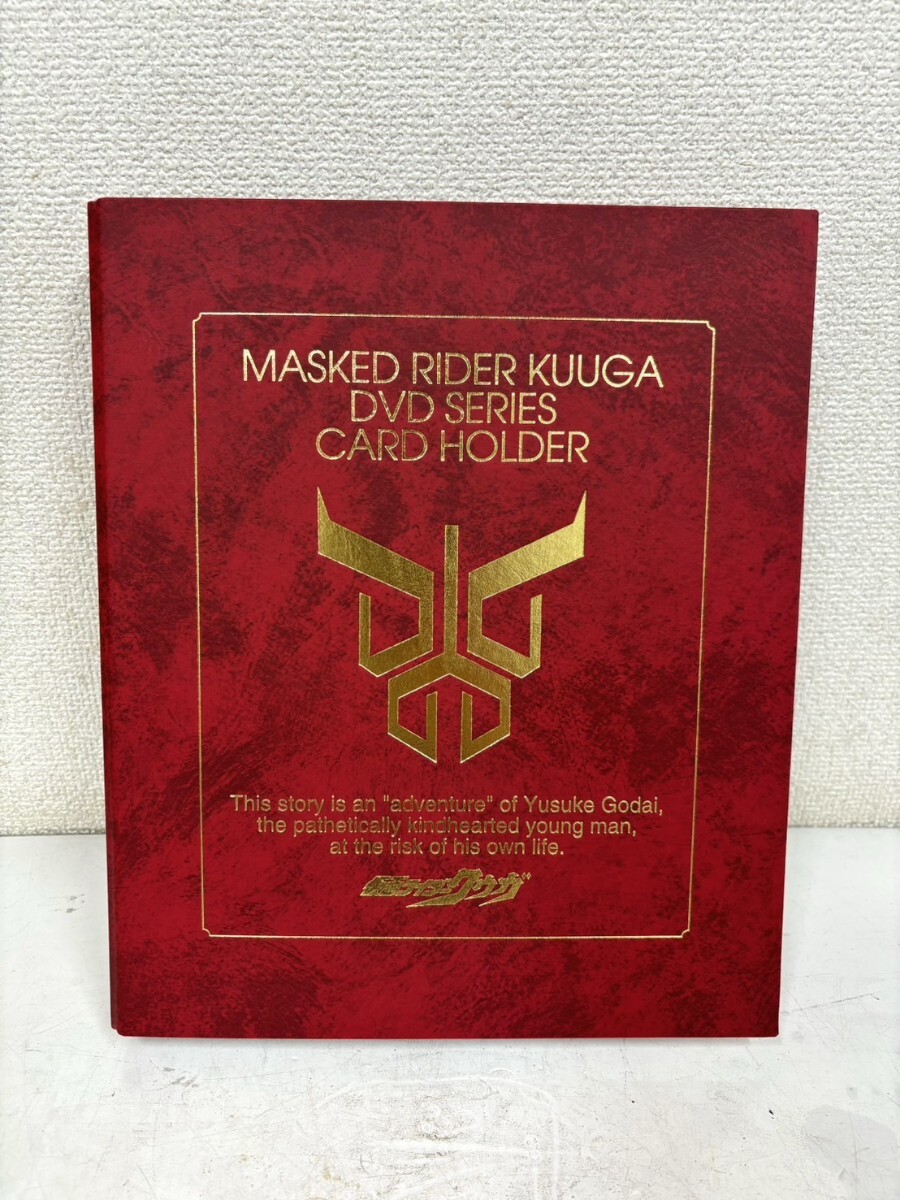 MASKED RIDER KUUGA
DVD SERIES
CARD HOLDER
This story is an "adventure" of Yusuke Godai,
the pathetically kindhearted young man,
at the risk of his own life.
仮面ライダークウガ